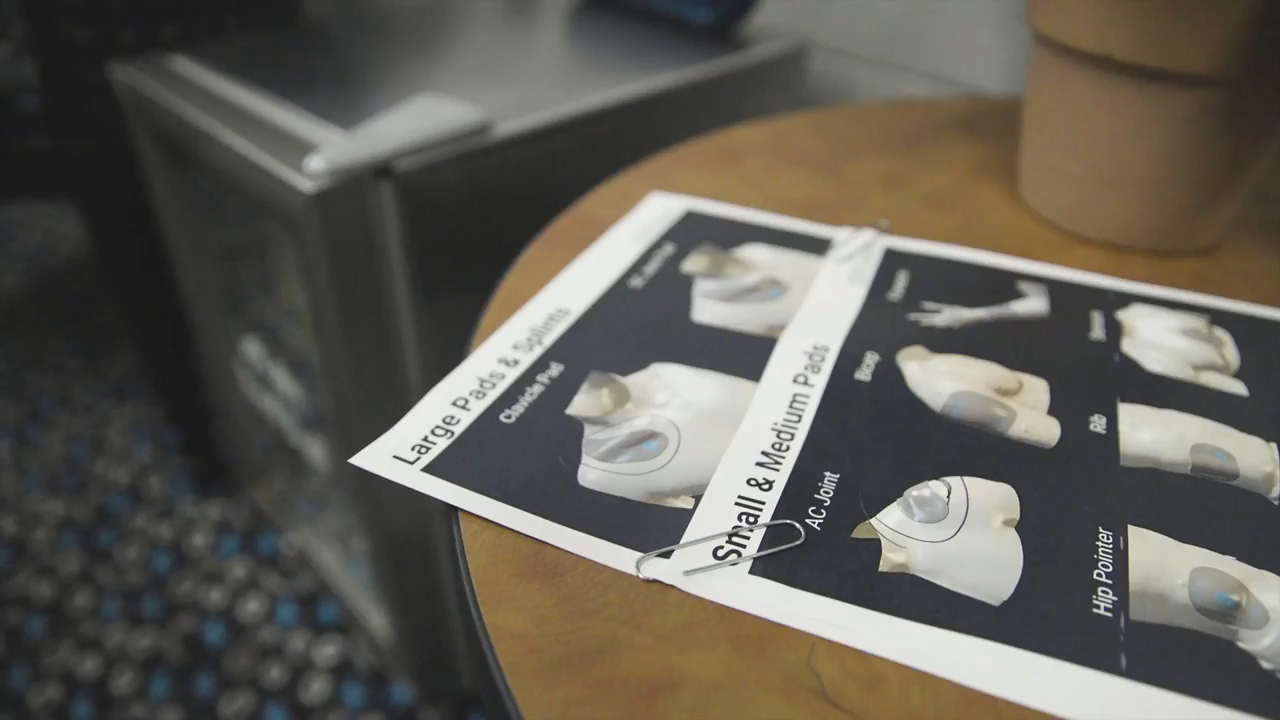 Large Pads & Splints
Clavicle Pad
Small & Medium Pads
Bicep
AC Joint
Rib
Hip Pointer